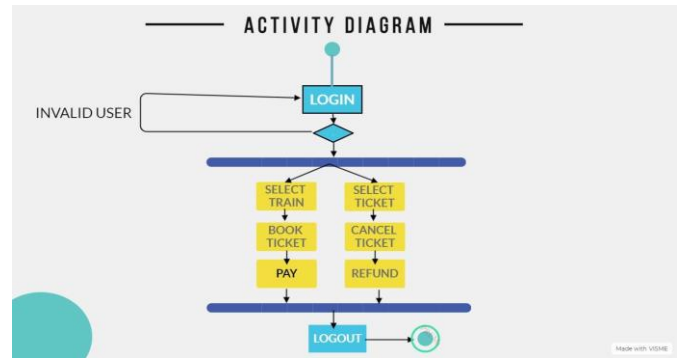 ACTIVITY DIAGRAM
LOGIN
INVALID USER
SELECT
TRAIN
SELECT
TICKET
BOOK
TICKET
CANCEL
TICKET
PAY
REFUND
LOGOUT
Made with VISME